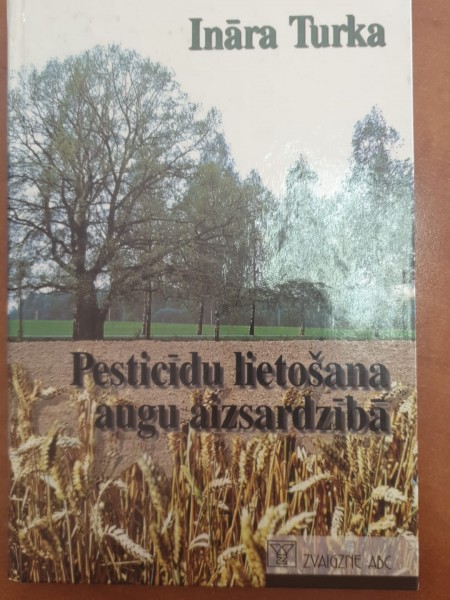 Ināra Turka
Pesticīdu lietošana
augu aizsardzībā
ZVAIGZNE ABC